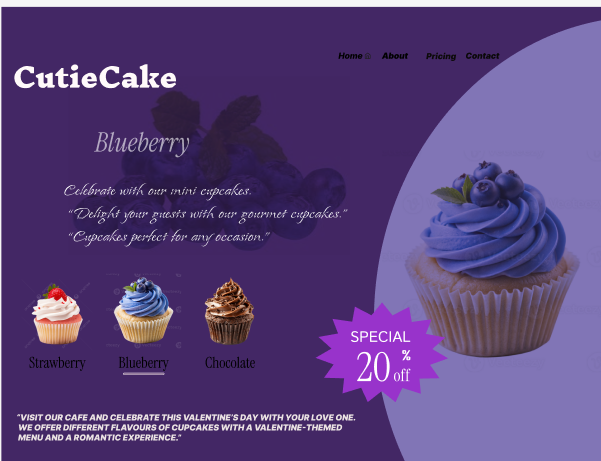 Home
About
Pricing
Contact
CutieCake
Blueberry
Celebrate with our mini cupcakes.
"Delight your guests with our gourmet cupcakes."
"Cupcakes perfect for any occasion."
SPECIAL
20 %
off
Strawberry
Blueberry
Chocolate
"VISIT OUR CAFE AND CELEBRATE THIS VALENTINE'S DAY WITH YOUR LOVE ONE.
WE OFFER DIFFERENT FLAVOURS OF CUPCAKES WITH A VALENTINE-THEMED
MENU AND A ROMANTIC EXPERIENCE."